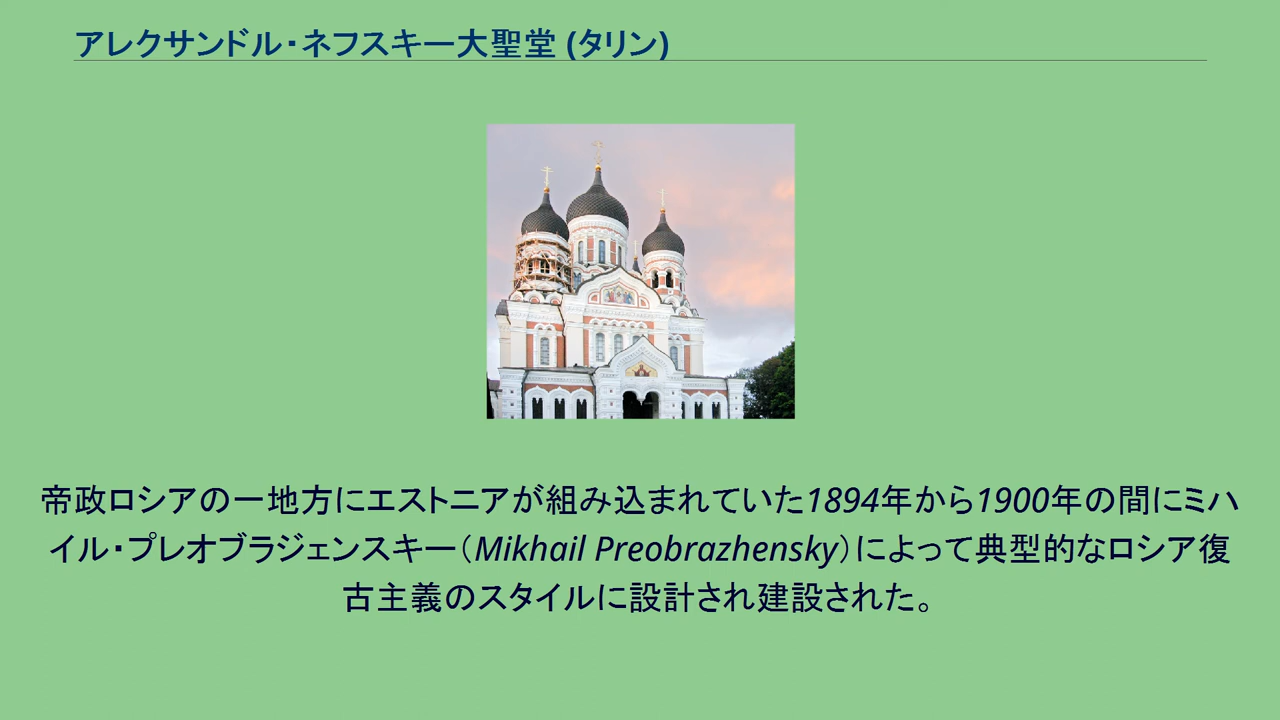 アレクサンドル・ネフスキー大聖堂 (タリン)
帝政ロシアの一地方にエストニアが組み込まれていた1894年から1900年の間にミハ
イル・プレオブラジェンスキー（Mikhail Preobrazhensky）によって典型的なロシア復
古主義のスタイルに設計され建設された。